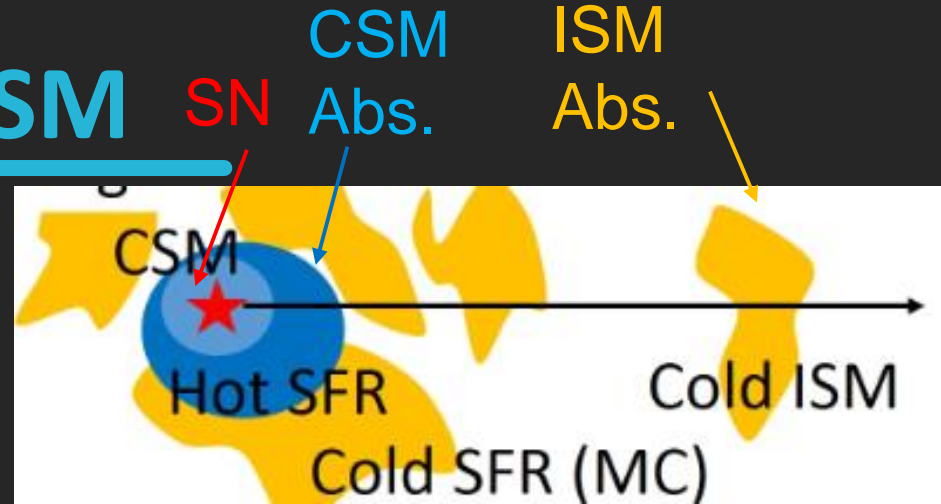 SM
SN
CSM
Abs.
ISM
Abs.
CSM
Hot SFR
Cold ISM
Cold SFR (MC)